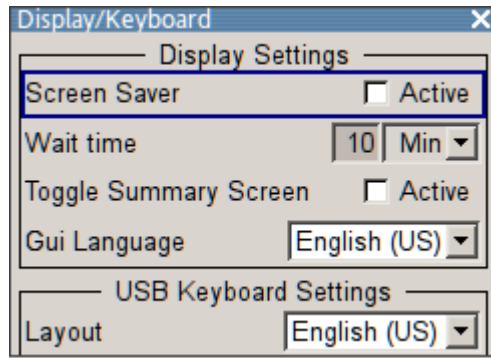 Display/Keyboard
Display Settings
Screen Saver Active
Wait time 10 Min
Toggle Summary Screen Active
Gui Language English (US)
USB Keyboard Settings
Layout English (US)